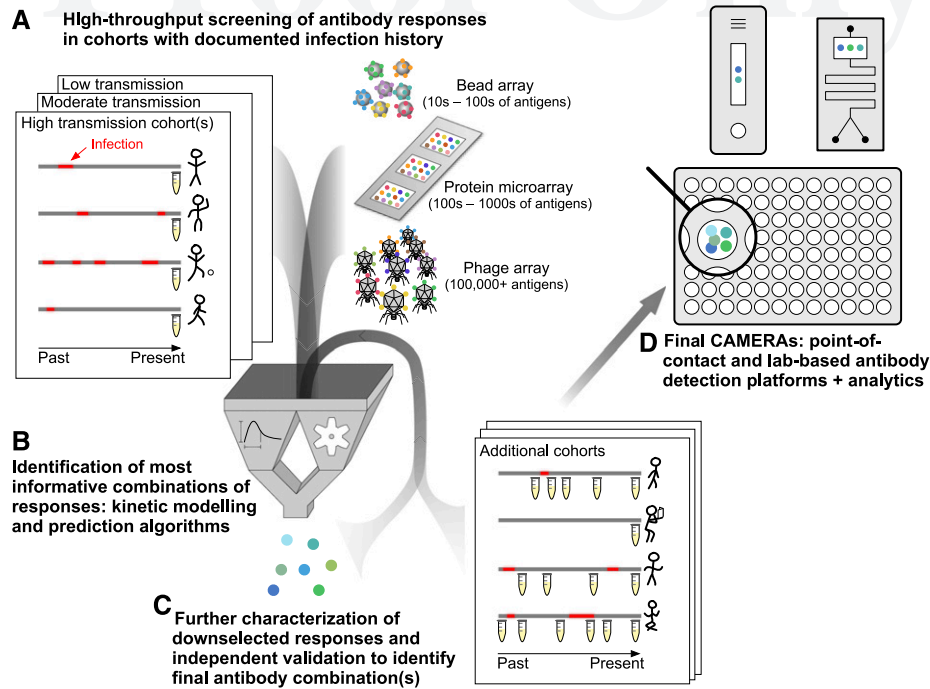 Proof Only
A
HIgh-throughput screening of antibody responses
in cohorts with documented infection history
Low transmission
Moderate transmission
High transmission cohort(s)
Infection
Past
Present
Bead array
(10s – 100s of antigens)
Protein microarray
(100s – 1000s of antigens)
Phage array
(100,000+ antigens)
B
Identification of most
informative combinations of
responses: kinetic modelling
and prediction algorithms
C
Further characterization of
downselected responses and
independent validation to identify
final antibody combination(s)
Additional cohorts
Past
Present
D
Final CAMERAs: point-of-
contact and lab-based antibody
detection platforms + analytics